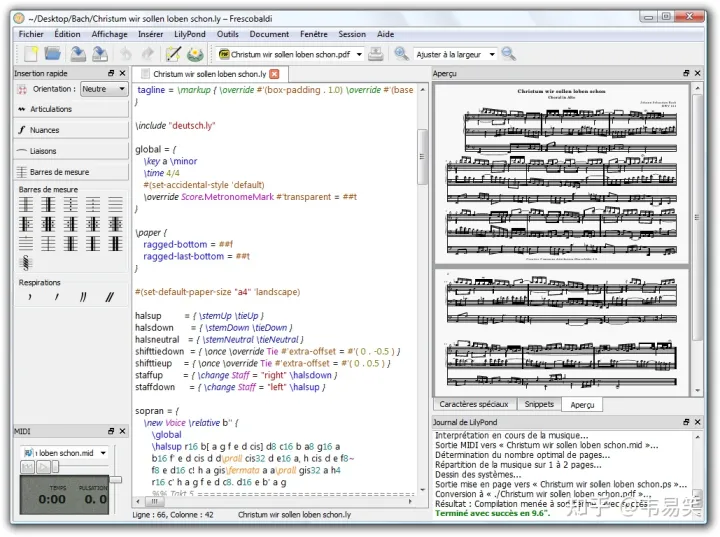 ~/Desktop/Bach/Christum wir sollen loben schon.ly ~ Frescobaldi
Fichier Édition Affichage Insérer LilyPond Outils Document Fenêtre Session Aide
Christum wir sollen loben schon.pdf
Ajuster à la largeur
Insertion rapide
Orientation : Neutre
Articulations
Nuances
Liaisons
Barres de mesure
Barres de mesure
Respirations
MIDI
loben schon.mid
TEMPS PULSATION
0:00 0. 0
Christum wir sollen loben schon.ly
tagline = \markup { \override #'(box-padding . 1.0) \override #'(base
}
\include "deutsch.ly"
global = {
\key a \minor
\time 4/4
#(set-accidental-style 'default)
\override Score.MetronomeMark #'transparent = ##t
}
\paper {
ragged-bottom = ##f
ragged-last-bottom = ##t
}
#(set-default-paper-size "a4" 'landscape)
halsup = { \stemUp \tieUp }
halsdown = { \stemDown \tieDown }
halsneutral = { \stemNeutral \tieNeutral }
shifttiedown = { \once \override Tie #'extra-offset = #'( 0 . -0.5 ) }
shifttieup = { \once \override Tie #'extra-offset = #'( 0 . 0.5 ) }
staffup = { \change Staff = "right" \halsdown }
staffdown = { \change Staff = "left" \halsup }
sopran = {
\new Voice \relative b'' {
\global
\halsup r16 b[ a g f e d cis] d8 c16 b a8 g16 a
b16 f' e d cis d d\prall cis32 d e16 a, h cis d e f8~
f8 e d16 c! h a gis\fermata a a\prall gis32 a h4
r16 c' h a g f e d c8. d16 e b' a g
%% Takt 5
Ligne : 66, Colonne : 42 Christum wir sollen loben schon.ly
Aperçu
Christum wir sollen loben schon
Choral in Alto
Caractères spéciaux Snippets Aperçu
Journal de LilyPond
Interprétation en cours de la musique...
Sortie MIDI vers « Christum wir sollen loben schon.mid »...
Détermination du nombre optimal de pages...
Répartition de la musique sur 1 à 2 pages...
Dessin des systèmes...
Sortie mise en page vers « Christum wir sollen loben schon.ps »...
Conversion à « ./Christum wir sollen loben schon.pdf »...
Résultat : Compilation menée à son terme, avec succès.
Terminé avec succès en 9.6".
知乎 @韦易笑